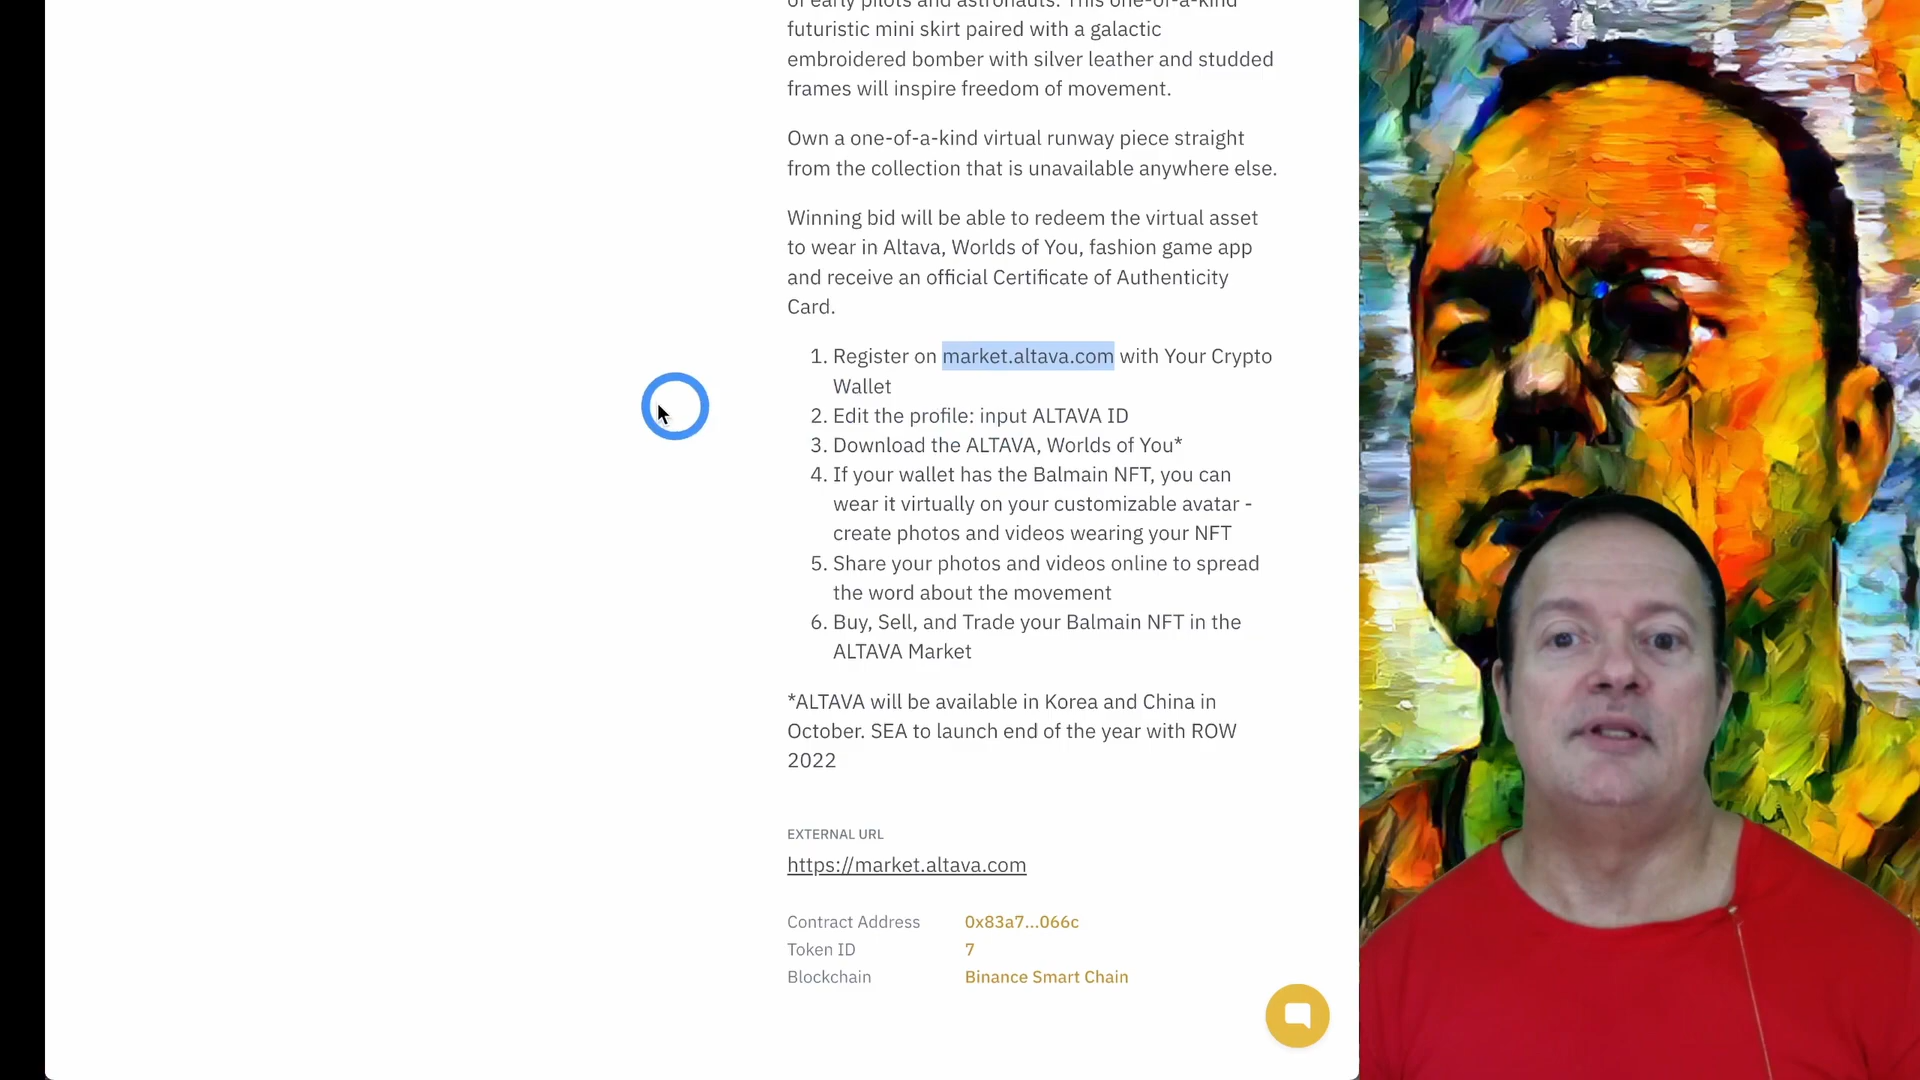 of early pilots and astronauts. This one-of-a-kind
futuristic mini skirt paired with a galactic
embroidered bomber with silver leather and studded
frames will inspire freedom of movement.
Own a one-of-a-kind virtual runway piece straight
from the collection that is unavailable anywhere else.
Winning bid will be able to redeem the virtual asset
to wear in Altava, Worlds of You, fashion game app
and receive an official Certificate of Authenticity
Card.
1. Register on market.altava.com with Your Crypto
Wallet
2. Edit the profile: input ALTAVA ID
3. Download the ALTAVA, Worlds of You*
4. If your wallet has the Balmain NFT, you can
wear it virtually on your customizable avatar -
create photos and videos wearing your NFT
5. Share your photos and videos online to spread
the word about the movement
6. Buy, Sell, and Trade your Balmain NFT in the
ALTAVA Market
*ALTAVA will be available in Korea and China in
October. SEA to launch end of the year with ROW
2022
EXTERNAL URL
https://market.altava.com
Contract Address 0x83a7...066c
Token ID 7
Blockchain Binance Smart Chain